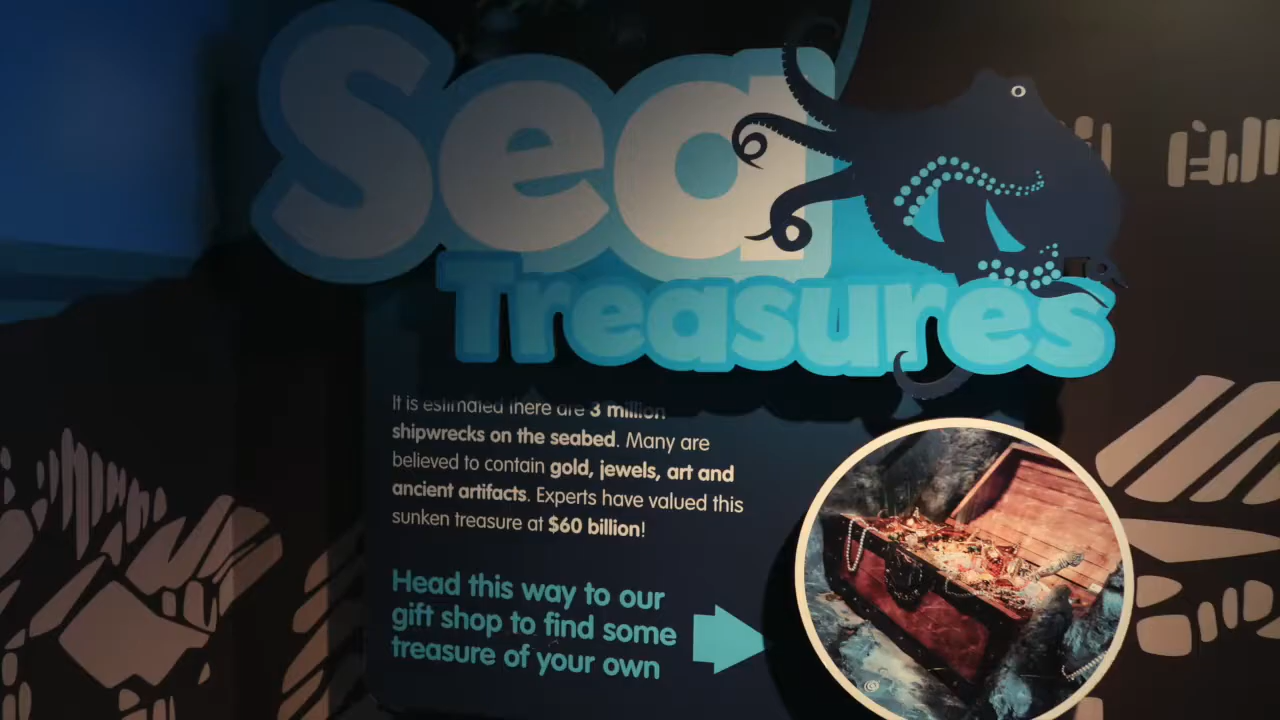 Sea
Treasures
It is estimated there are 3 million
shipwrecks on the seabed. Many are
believed to contain gold, jewels, art and
ancient artifacts. Experts have valued this
sunken treasure at $60 billion!
Head this way to our
gift shop to find some
treasure of your own